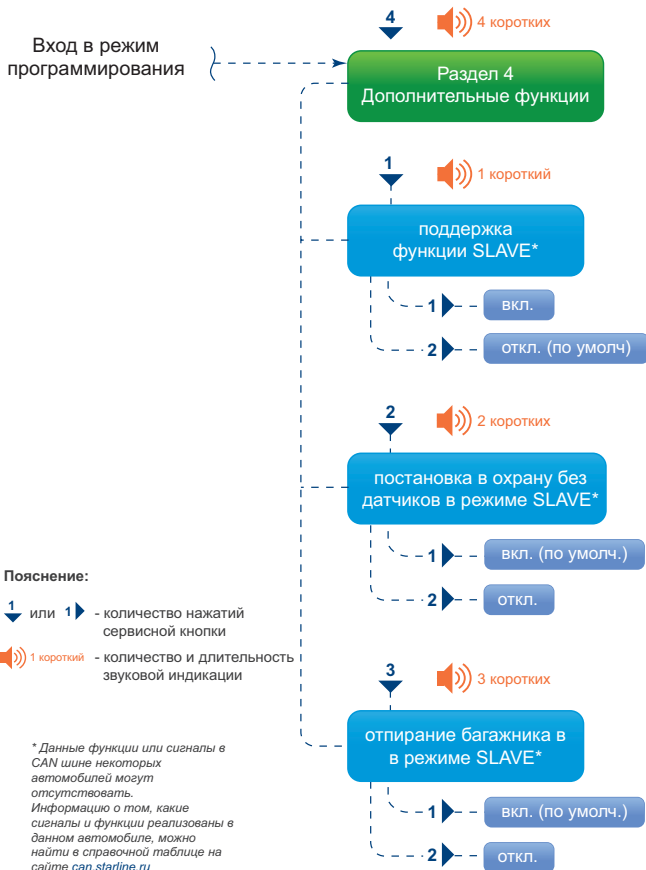 4
4 коротких
Вход в режим
программирования
Раздел 4
Дополнительные функции
1
1 короткий
поддержка
функции SLAVE*
1
вкл.
2
откл. (по умолч)
2
2 коротких
постановка в охрану без
датчиков в режиме SLAVE*
1
вкл. (по умолч.)
2
откл.
Пояснение:
1 или 1 - количество нажатий
сервисной кнопки
1 короткий - количество и длительность
звуковой индикации
3
3 коротких
отпирание багажника в
в режиме SLAVE*
1
вкл. (по умолч.)
2
откл.
* Данные функции или сигналы в
CAN шине некоторых
автомобилей могут
отсутствовать.
Информацию о том, какие
сигналы и функции реализованы в
данном автомобиле, можно
найти в справочной таблице на
сайте can.starline.ru